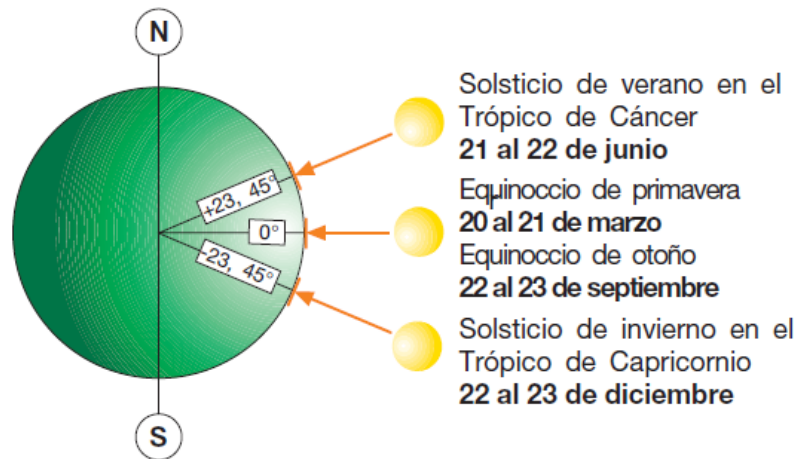 N
Solsticio de verano en el
Trópico de Cáncer
21 al 22 de junio
+23, 45°
Equinoccio de primavera
20 al 21 de marzo
0°
Equinoccio de otoño
22 al 23 de septiembre
-23, 45°
Solsticio de invierno en el
Trópico de Capricornio
22 al 23 de diciembre
S